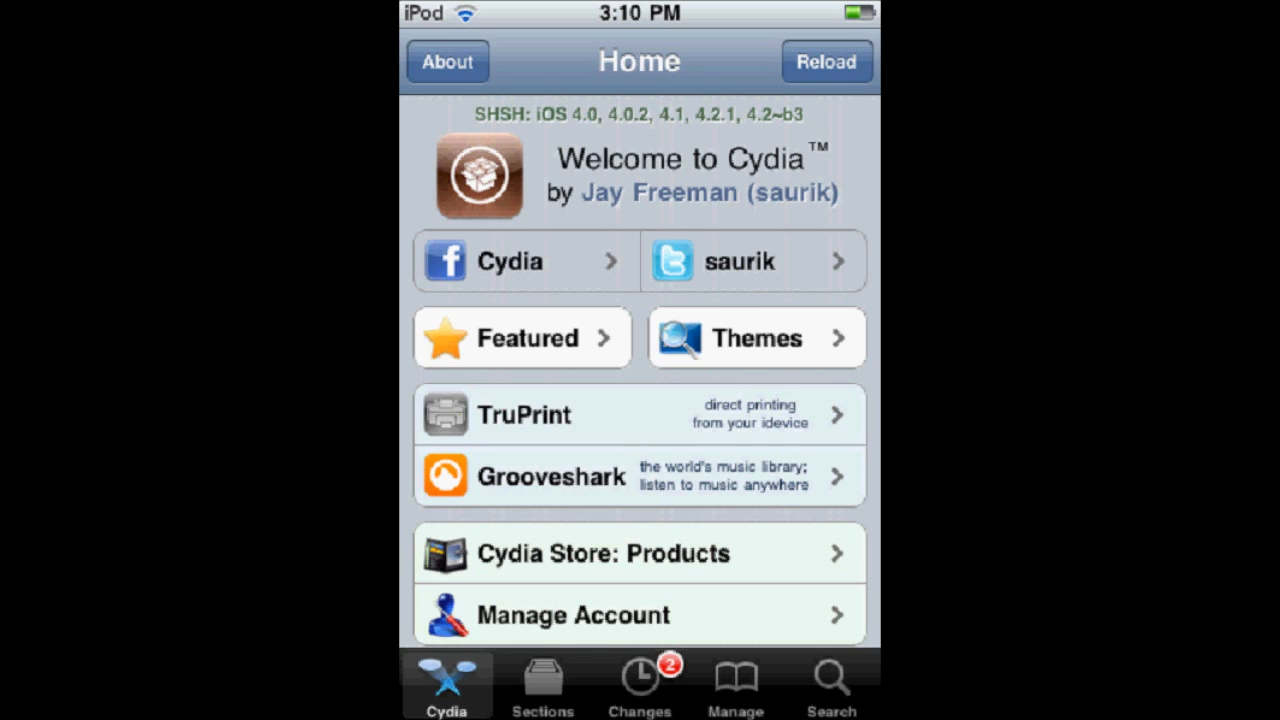 iPod 3:10 PM
About Home Reload
SHSH: iOS 4.0, 4.0.2, 4.1, 4.2.1, 4.2~b3
Welcome to Cydia™
by Jay Freeman (saurik)
Cydia saurik
Featured Themes
TruPrint direct printing
from your idevice
Grooveshark the world's music library;
listen to music anywhere
Cydia Store: Products
Manage Account
2
Cydia Sections Changes Manage Search